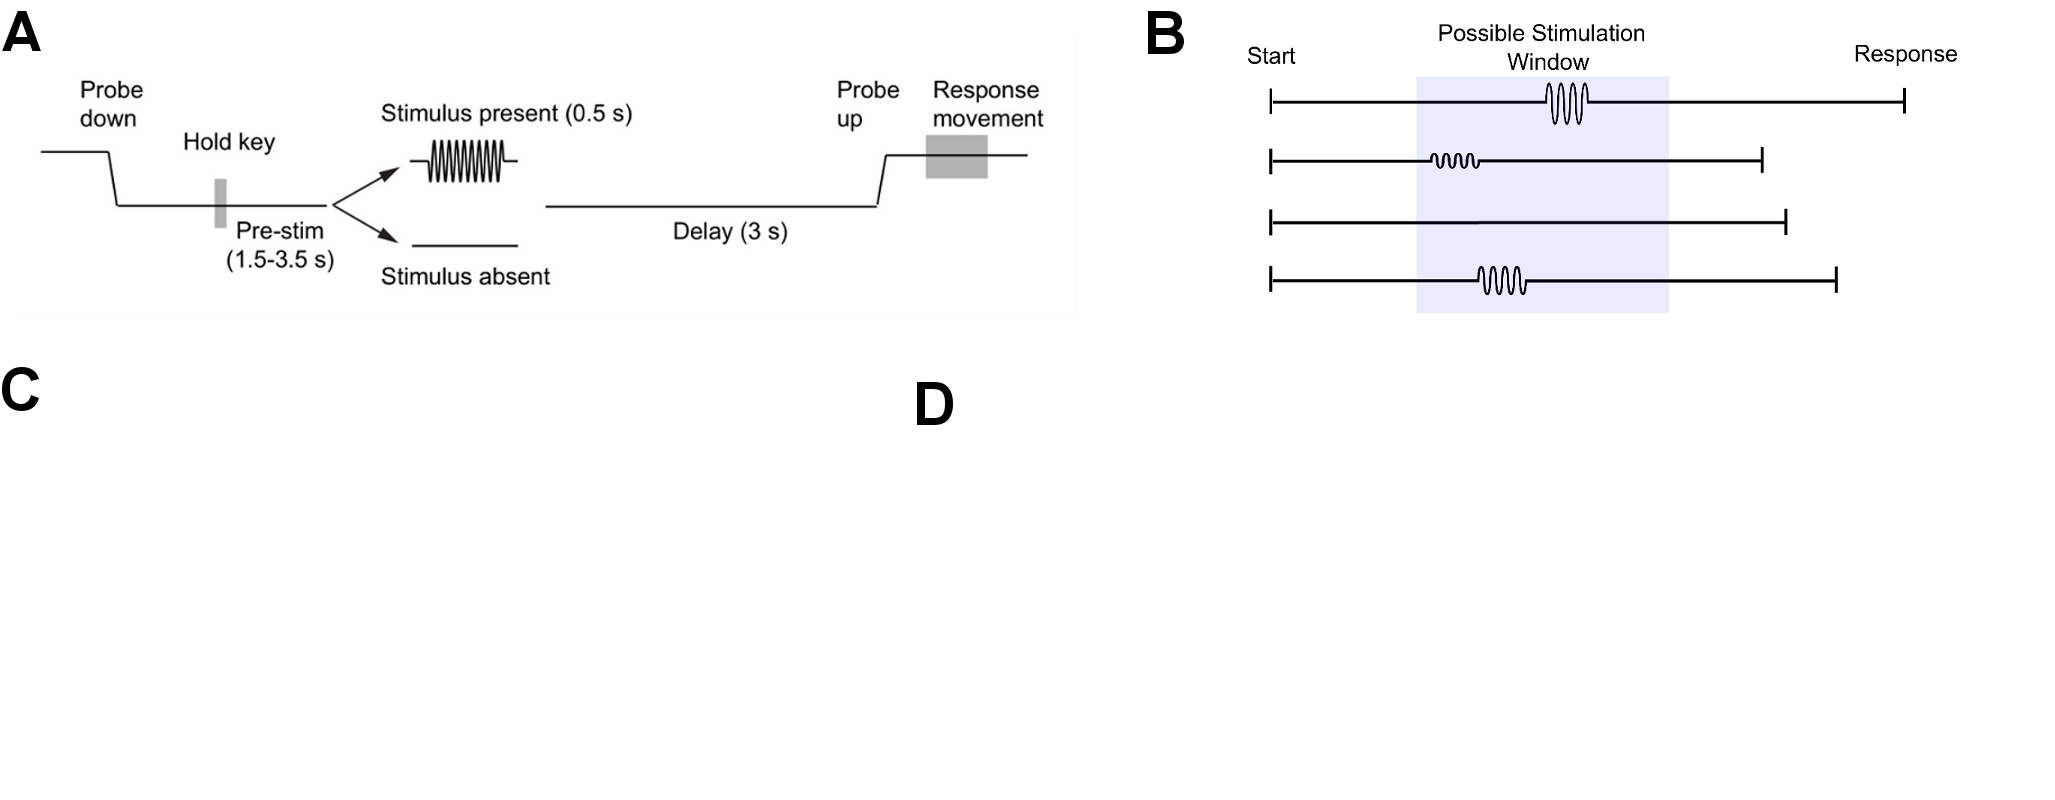 A
Probe
down
Hold key
Pre-stim
(1.5-3.5 s)
Stimulus present (0.5 s)
Stimulus absent
Delay (3 s)
Probe
up
Response
movement
B
Start
Possible Stimulation
Window
Response
C
D